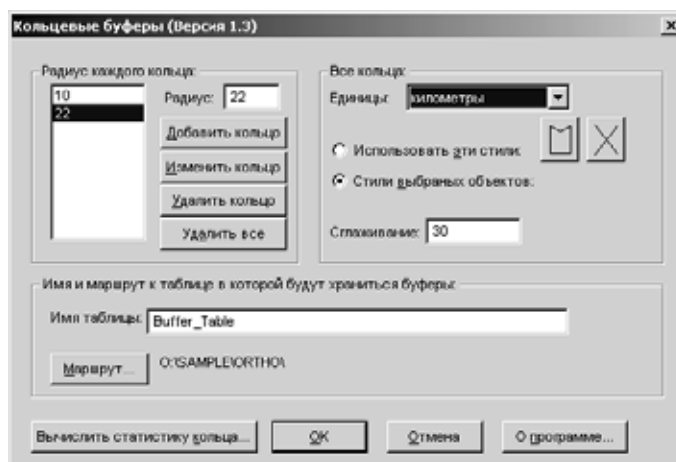 Кольцевые буферы (Версия 1.3)
Радиус каждого кольца:
10
22
Радиус: 22
Добавить кольцо
Изменить кольцо
Удалить кольцо
Удалить все
Все кольца:
Единицы: километры
Использовать эти стили:
Стили выбраных объектов:
Сглаживание: 30
Имя и маршрут к таблице в которой будут храниться буферы:
Имя таблицы: Buffer_Table
Маршрут... O:\SAMPLE\ORTHO\
Вычислить статистику кольца... OK Отмена О программе...